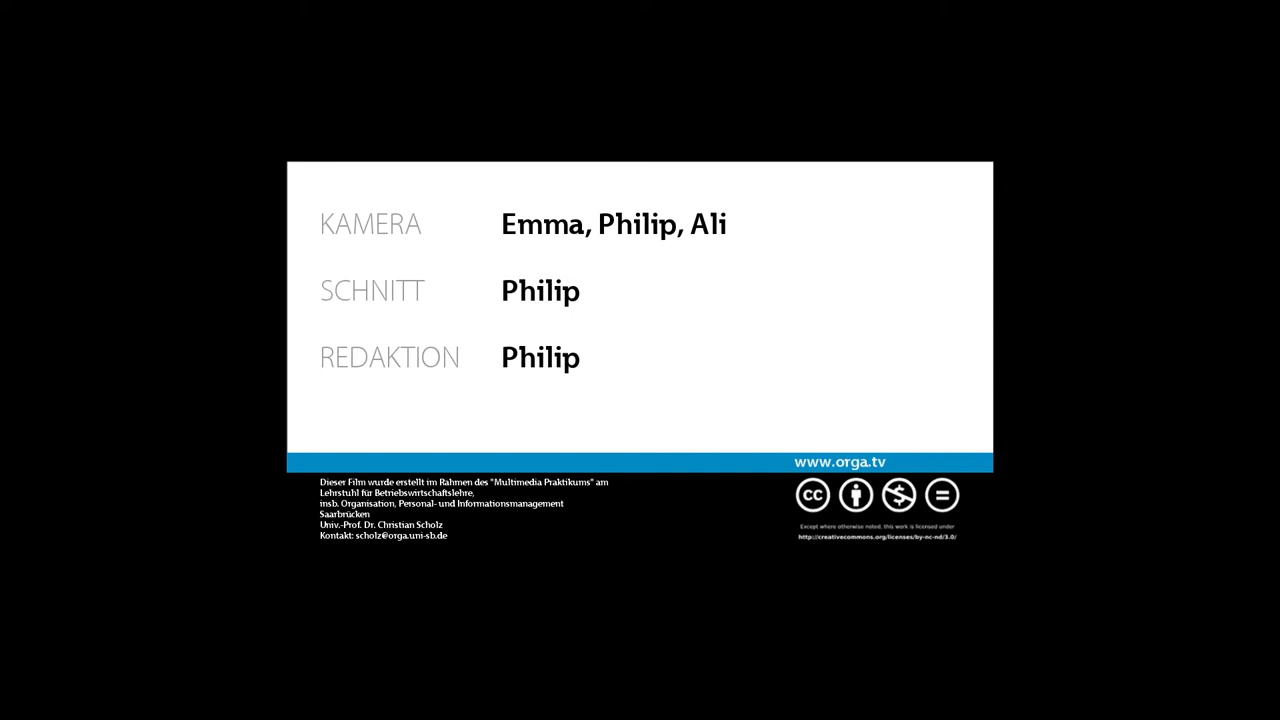 KAMERA Emma, Philip, Ali
SCHNITT Philip
REDAKTION Philip
www.orga.tv
Dieser Film wurde erstellt im Rahmen des "Multimedia Praktikums" am
Lehrstuhl für Betriebswirtschaftslehre,
insb. Organisation, Personal- und Informationsmanagement
Saarbrücken
Univ.-Prof. Dr. Christian Scholz
Kontakt: scholz@orga.uni-sb.de
cc
Except where otherwise noted, this work is licensed under
http://creativecommons.org/licenses/by-nc-nd/3.0/